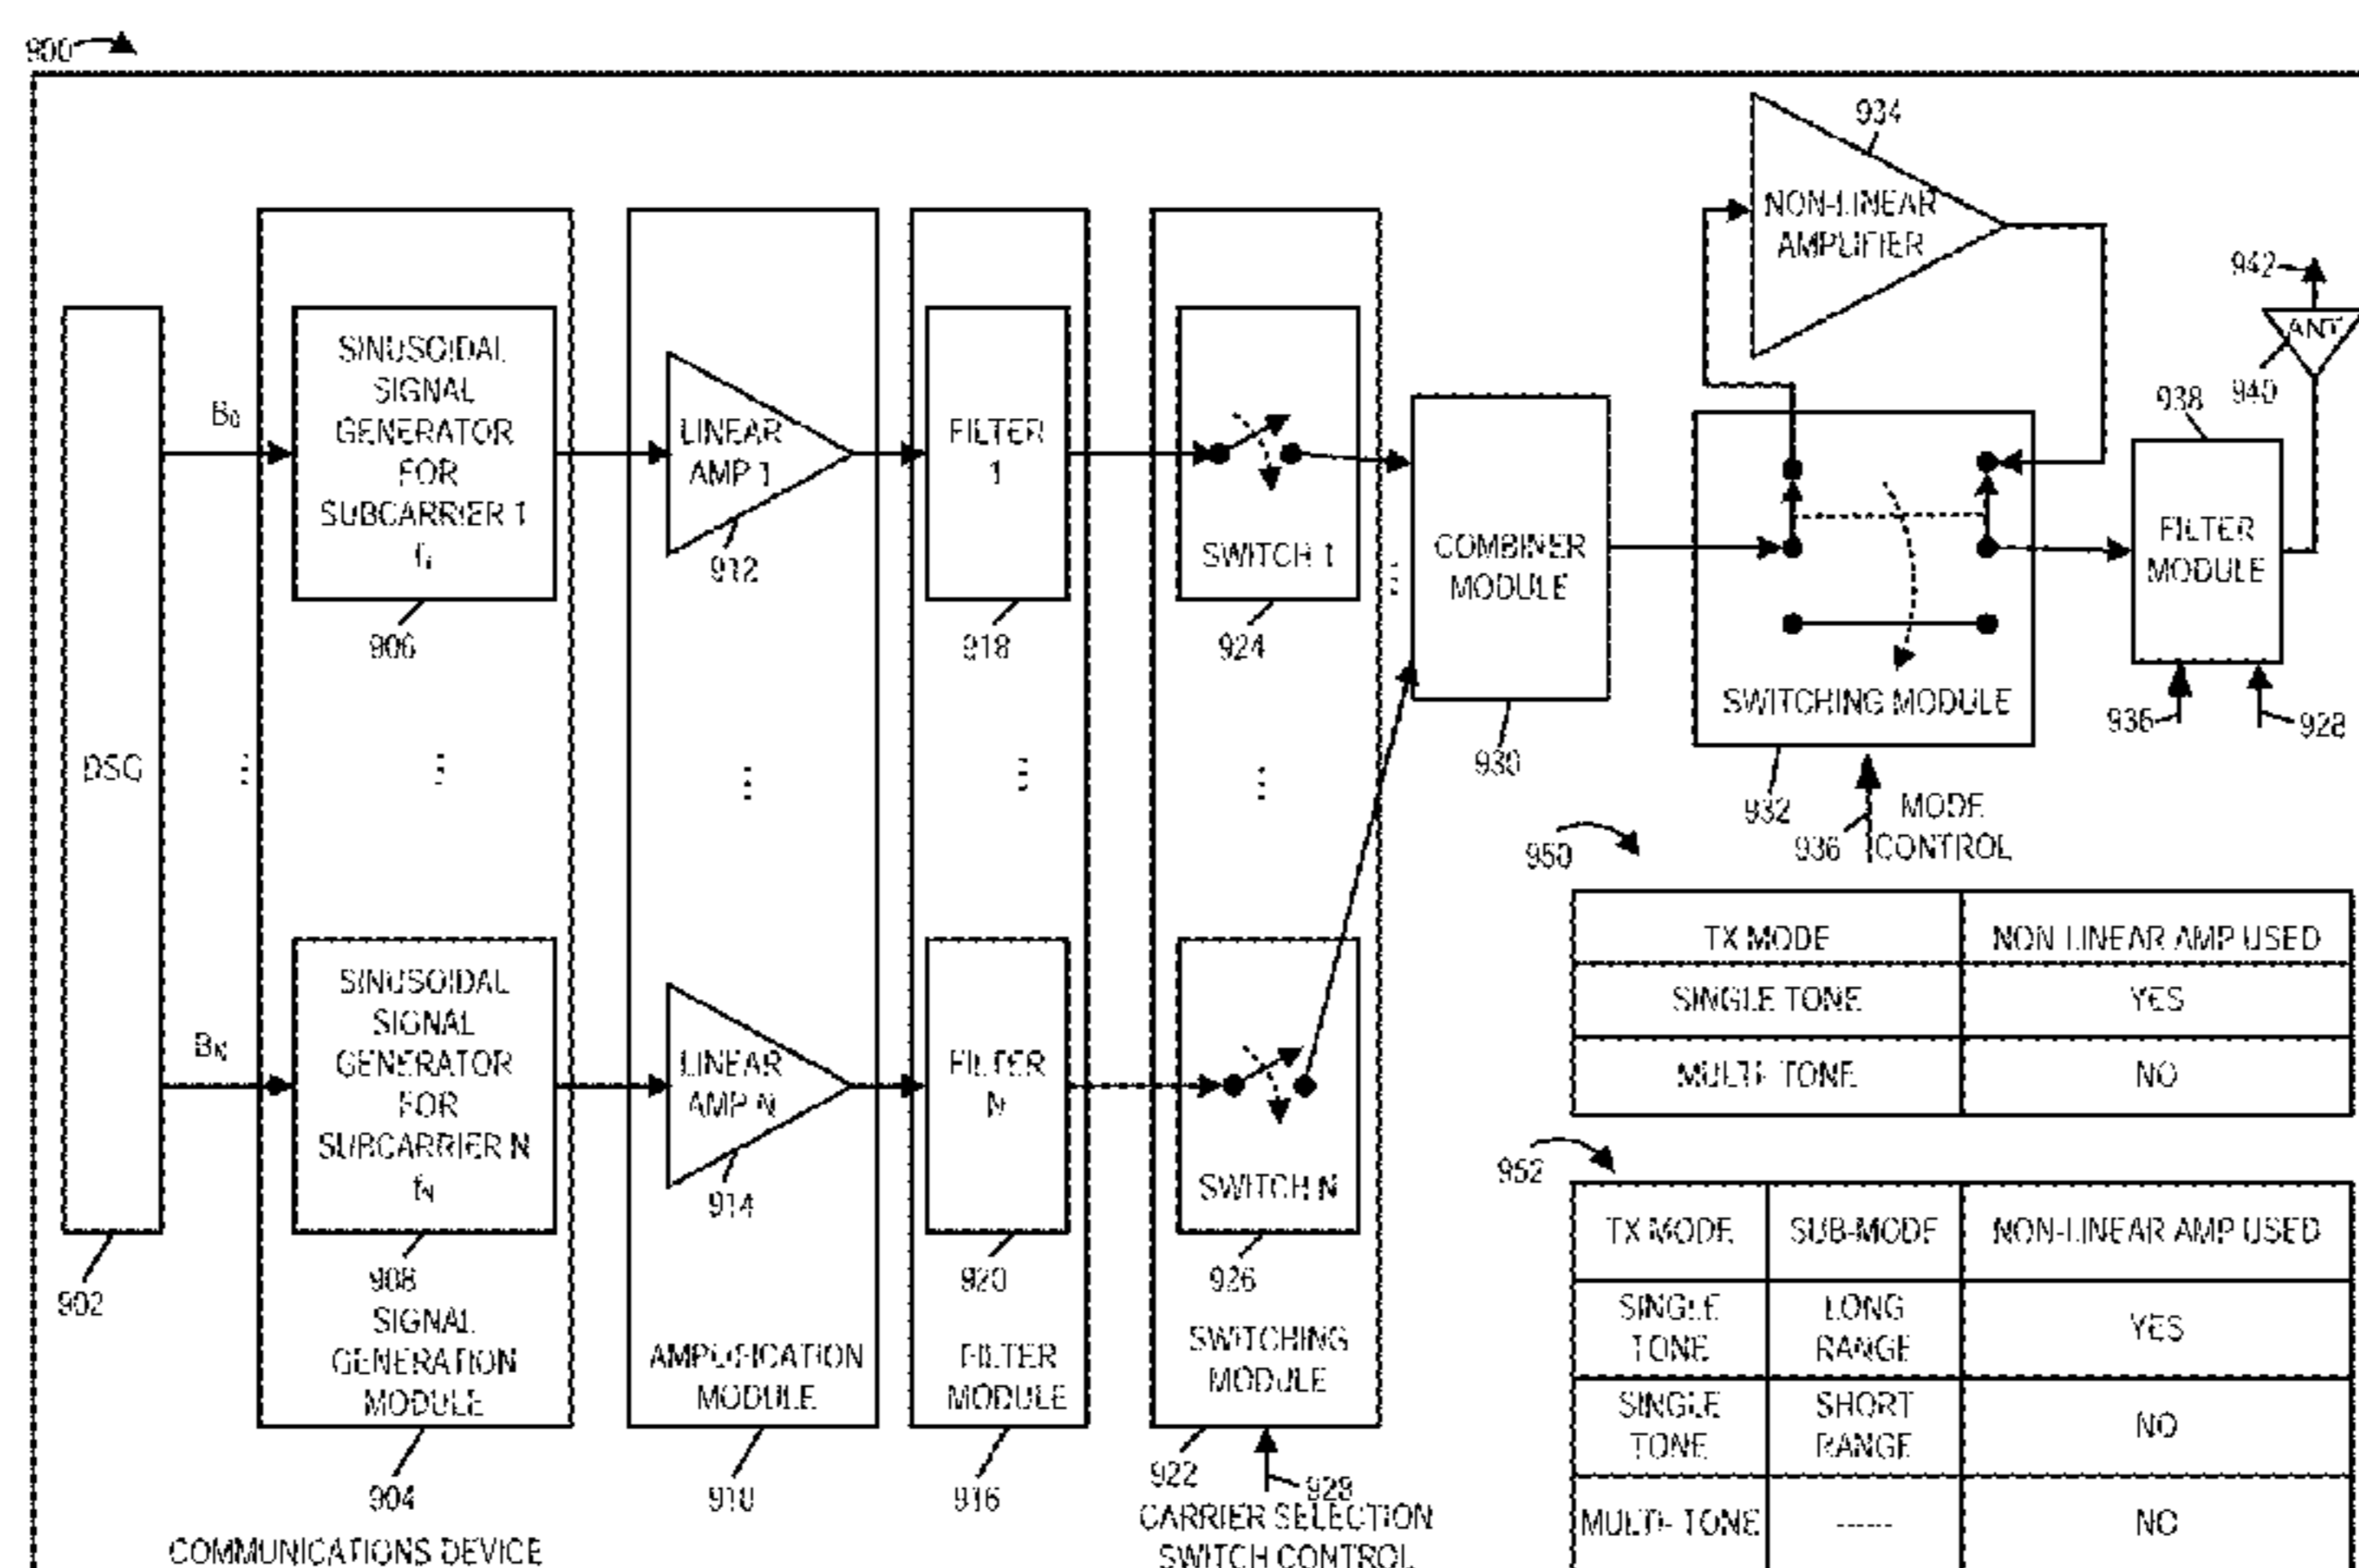 900
934
NON-LINEAR
AMPLIFIER
942
ANT
940
938
SINUSOIDAL
SIGNAL
GENERATOR
FOR
SUBCARRIER 1
B₀
LINEAR
AMP 1
912
FILTER
1
SWITCH 1
COMBINER
MODULE
FILTER
MODULE
906
918
924
SWITCHING MODULE
936
928
930
932
MODE
CONTROL
936
DSG
950
TX MODE
NON-LINEAR AMP USED
SINGLE TONE
YES
MULTI-TONE
NO
SINUSOIDAL
SIGNAL
GENERATOR
FOR
SUBCARRIER N
fN
BN
LINEAR
AMP N
914
FILTER
N
SWITCH N
952
TX MODE
SUB-MODE
NON-LINEAR AMP USED
SINGLE
TONE
LONG
RANGE
YES
SINGLE
TONE
SHORT
RANGE
NO
MULTI-TONE
------
NO
902
908
920
926
SIGNAL
GENERATION
MODULE
AMPLIFICATION
MODULE
FILTER
MODULE
SWITCHING
MODULE
904
910
916
922
928
CARRIER SELECTION
SWITCH CONTROL
COMMUNICATIONS DEVICE